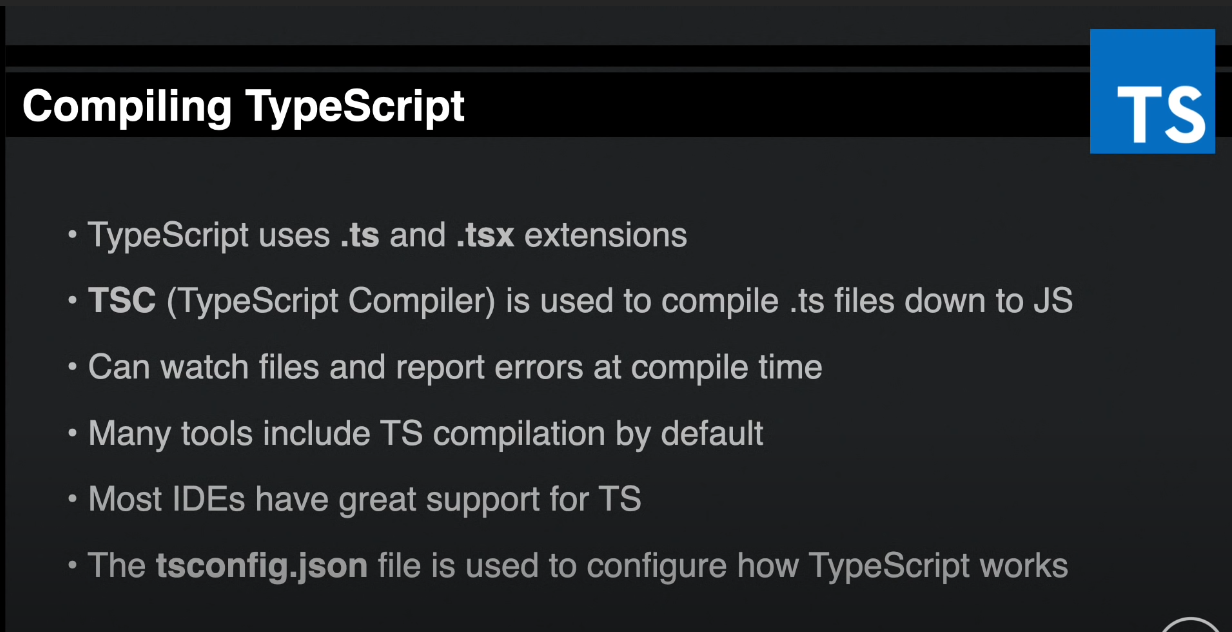 Compiling TypeScript
TS
• TypeScript uses .ts and .tsx extensions
• TSC (TypeScript Compiler) is used to compile .ts files down to JS
• Can watch files and report errors at compile time
• Many tools include TS compilation by default
• Most IDEs have great support for TS
• The tsconfig.json file is used to configure how TypeScript works